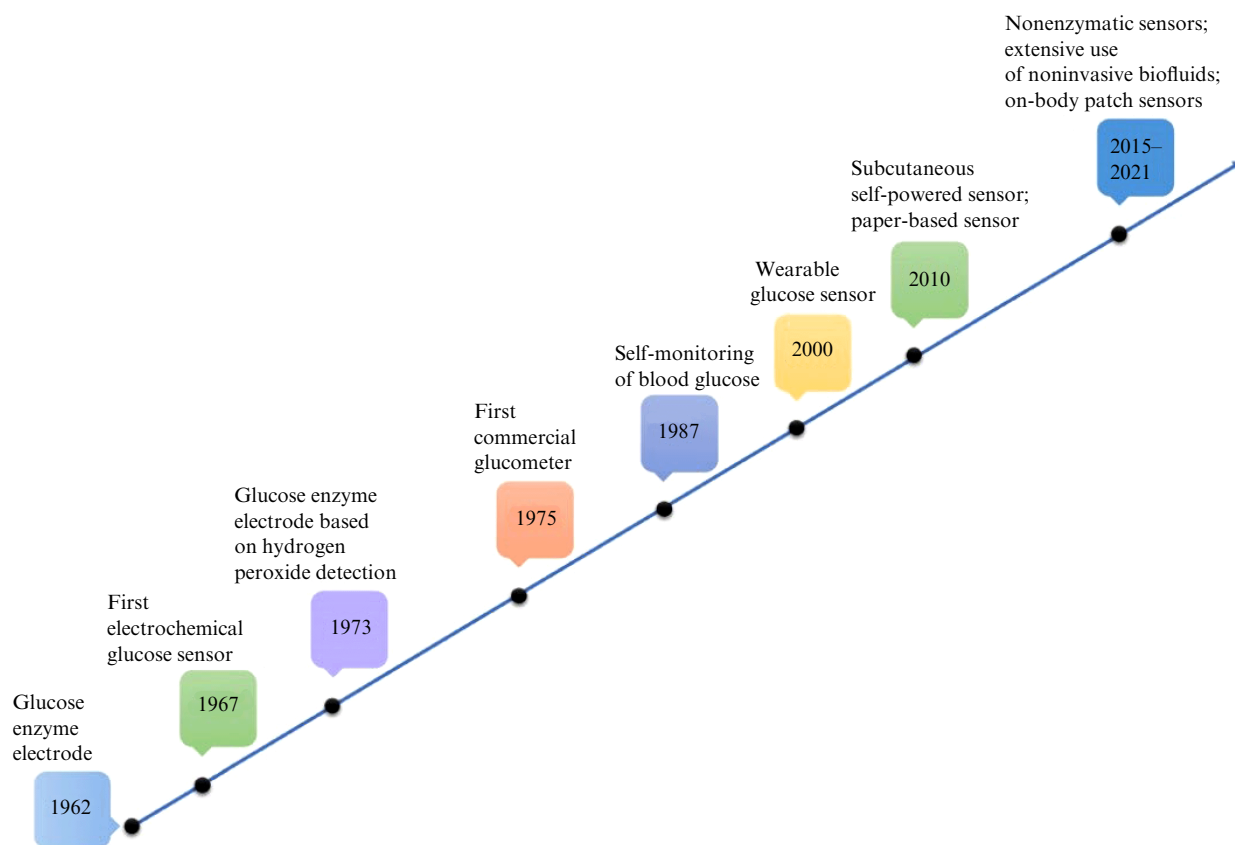 Glucose
enzyme
electrode
1962
First
electrochemical
glucose sensor
1967
Glucose enzyme
electrode based
on hydrogen
peroxide detection
1973
First
commercial
glucometer
1975
Self-monitoring
of blood glucose
1987
Wearable
glucose sensor
2000
Subcutaneous
self-powered sensor;
paper-based sensor
2010
Nonenzymatic sensors;
extensive use
of noninvasive biofluids;
on-body patch sensors
2015–
2021